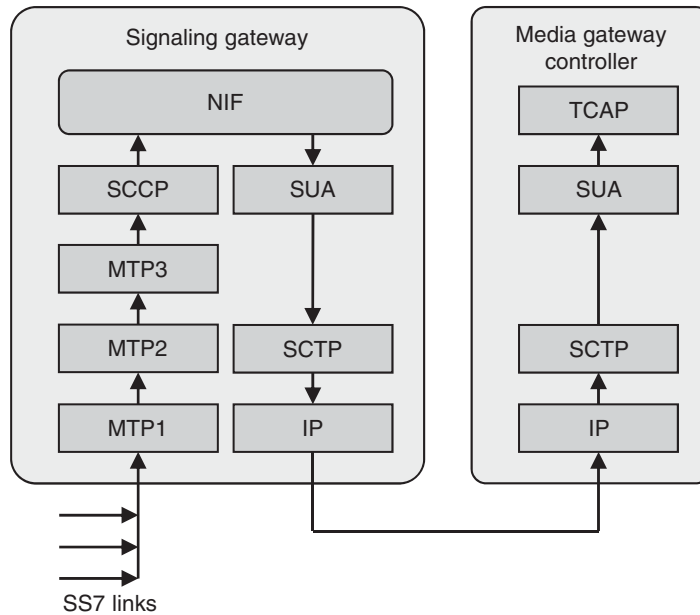 Signaling gateway
NIF
SCCP
SUA
MTP3
MTP2
SCTP
MTP1
IP
SS7 links
Media gateway
controller
TCAP
SUA
SCTP
IP